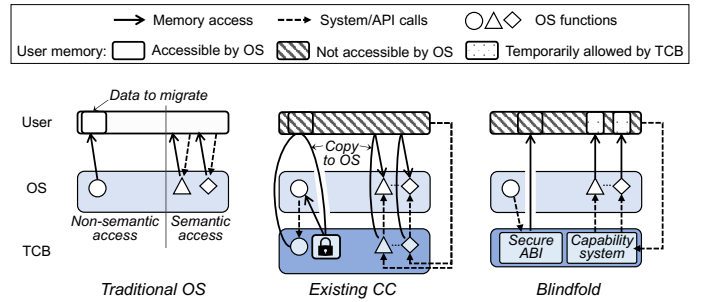 Memory access
System/API calls
OS functions
User memory:
Accessible by OS
Not accessible by OS
Temporarily allowed by TCB
Data to migrate
User
Copy
to OS
OS
Non-semantic
access
Semantic
access
TCB
Secure
ABI
Capability
system
Traditional OS
Existing CC
Blindfold